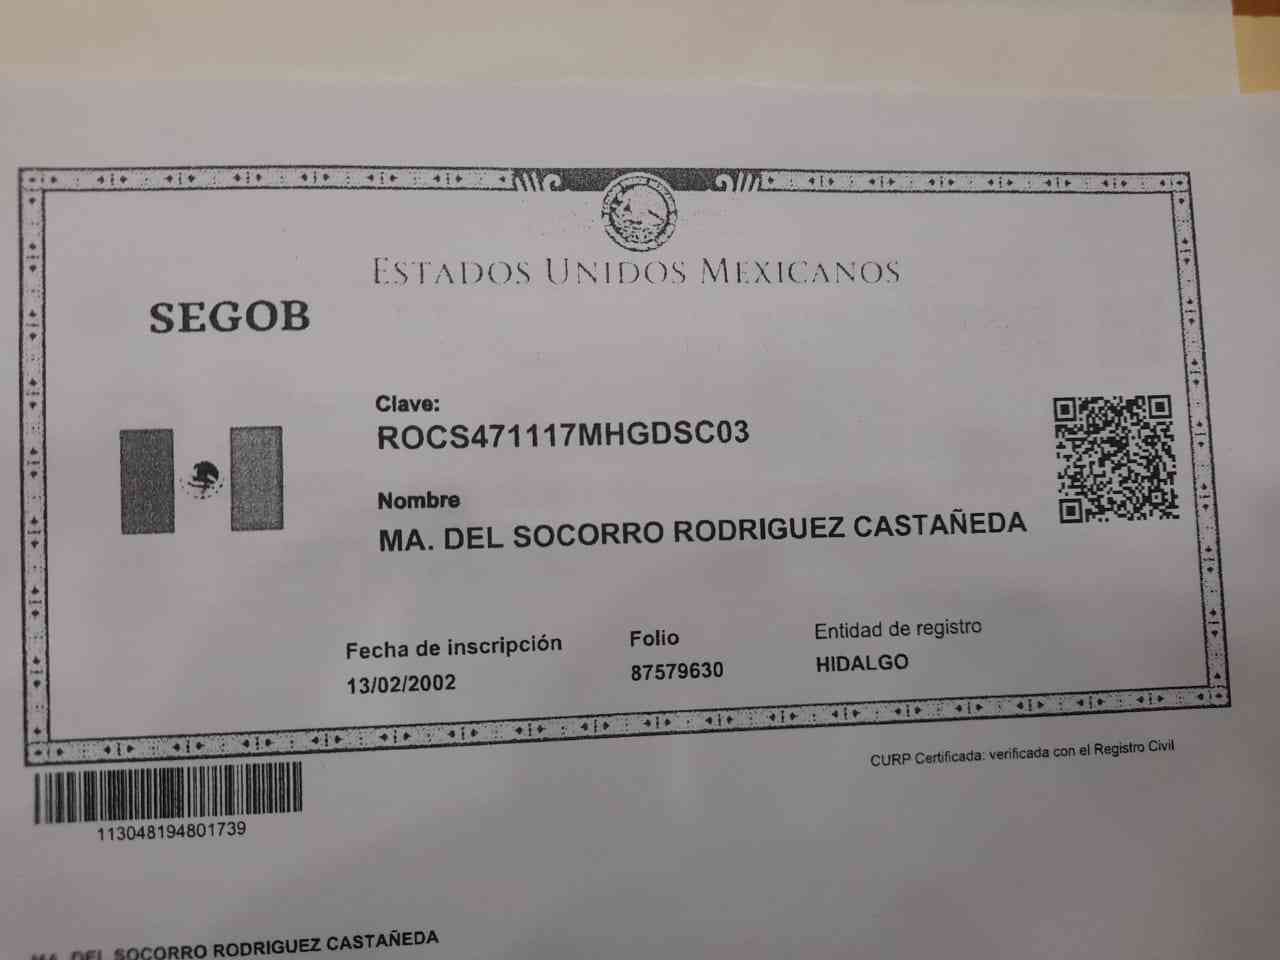 ESTADOS UNIDOS MEXICANOS
SEGOB
Clave:
ROCS471117MHGDSC03
Nombre
MA. DEL SOCORRO RODRIGUEZ CASTAÑEDA
Fecha de inscripción Folio Entidad de registro
13/02/2002 87579630 HIDALGO
CURP Certificada: verificada con el Registro Civil
113048194801739
MA. DEL SOCORRO RODRIGUEZ CASTAÑEDA